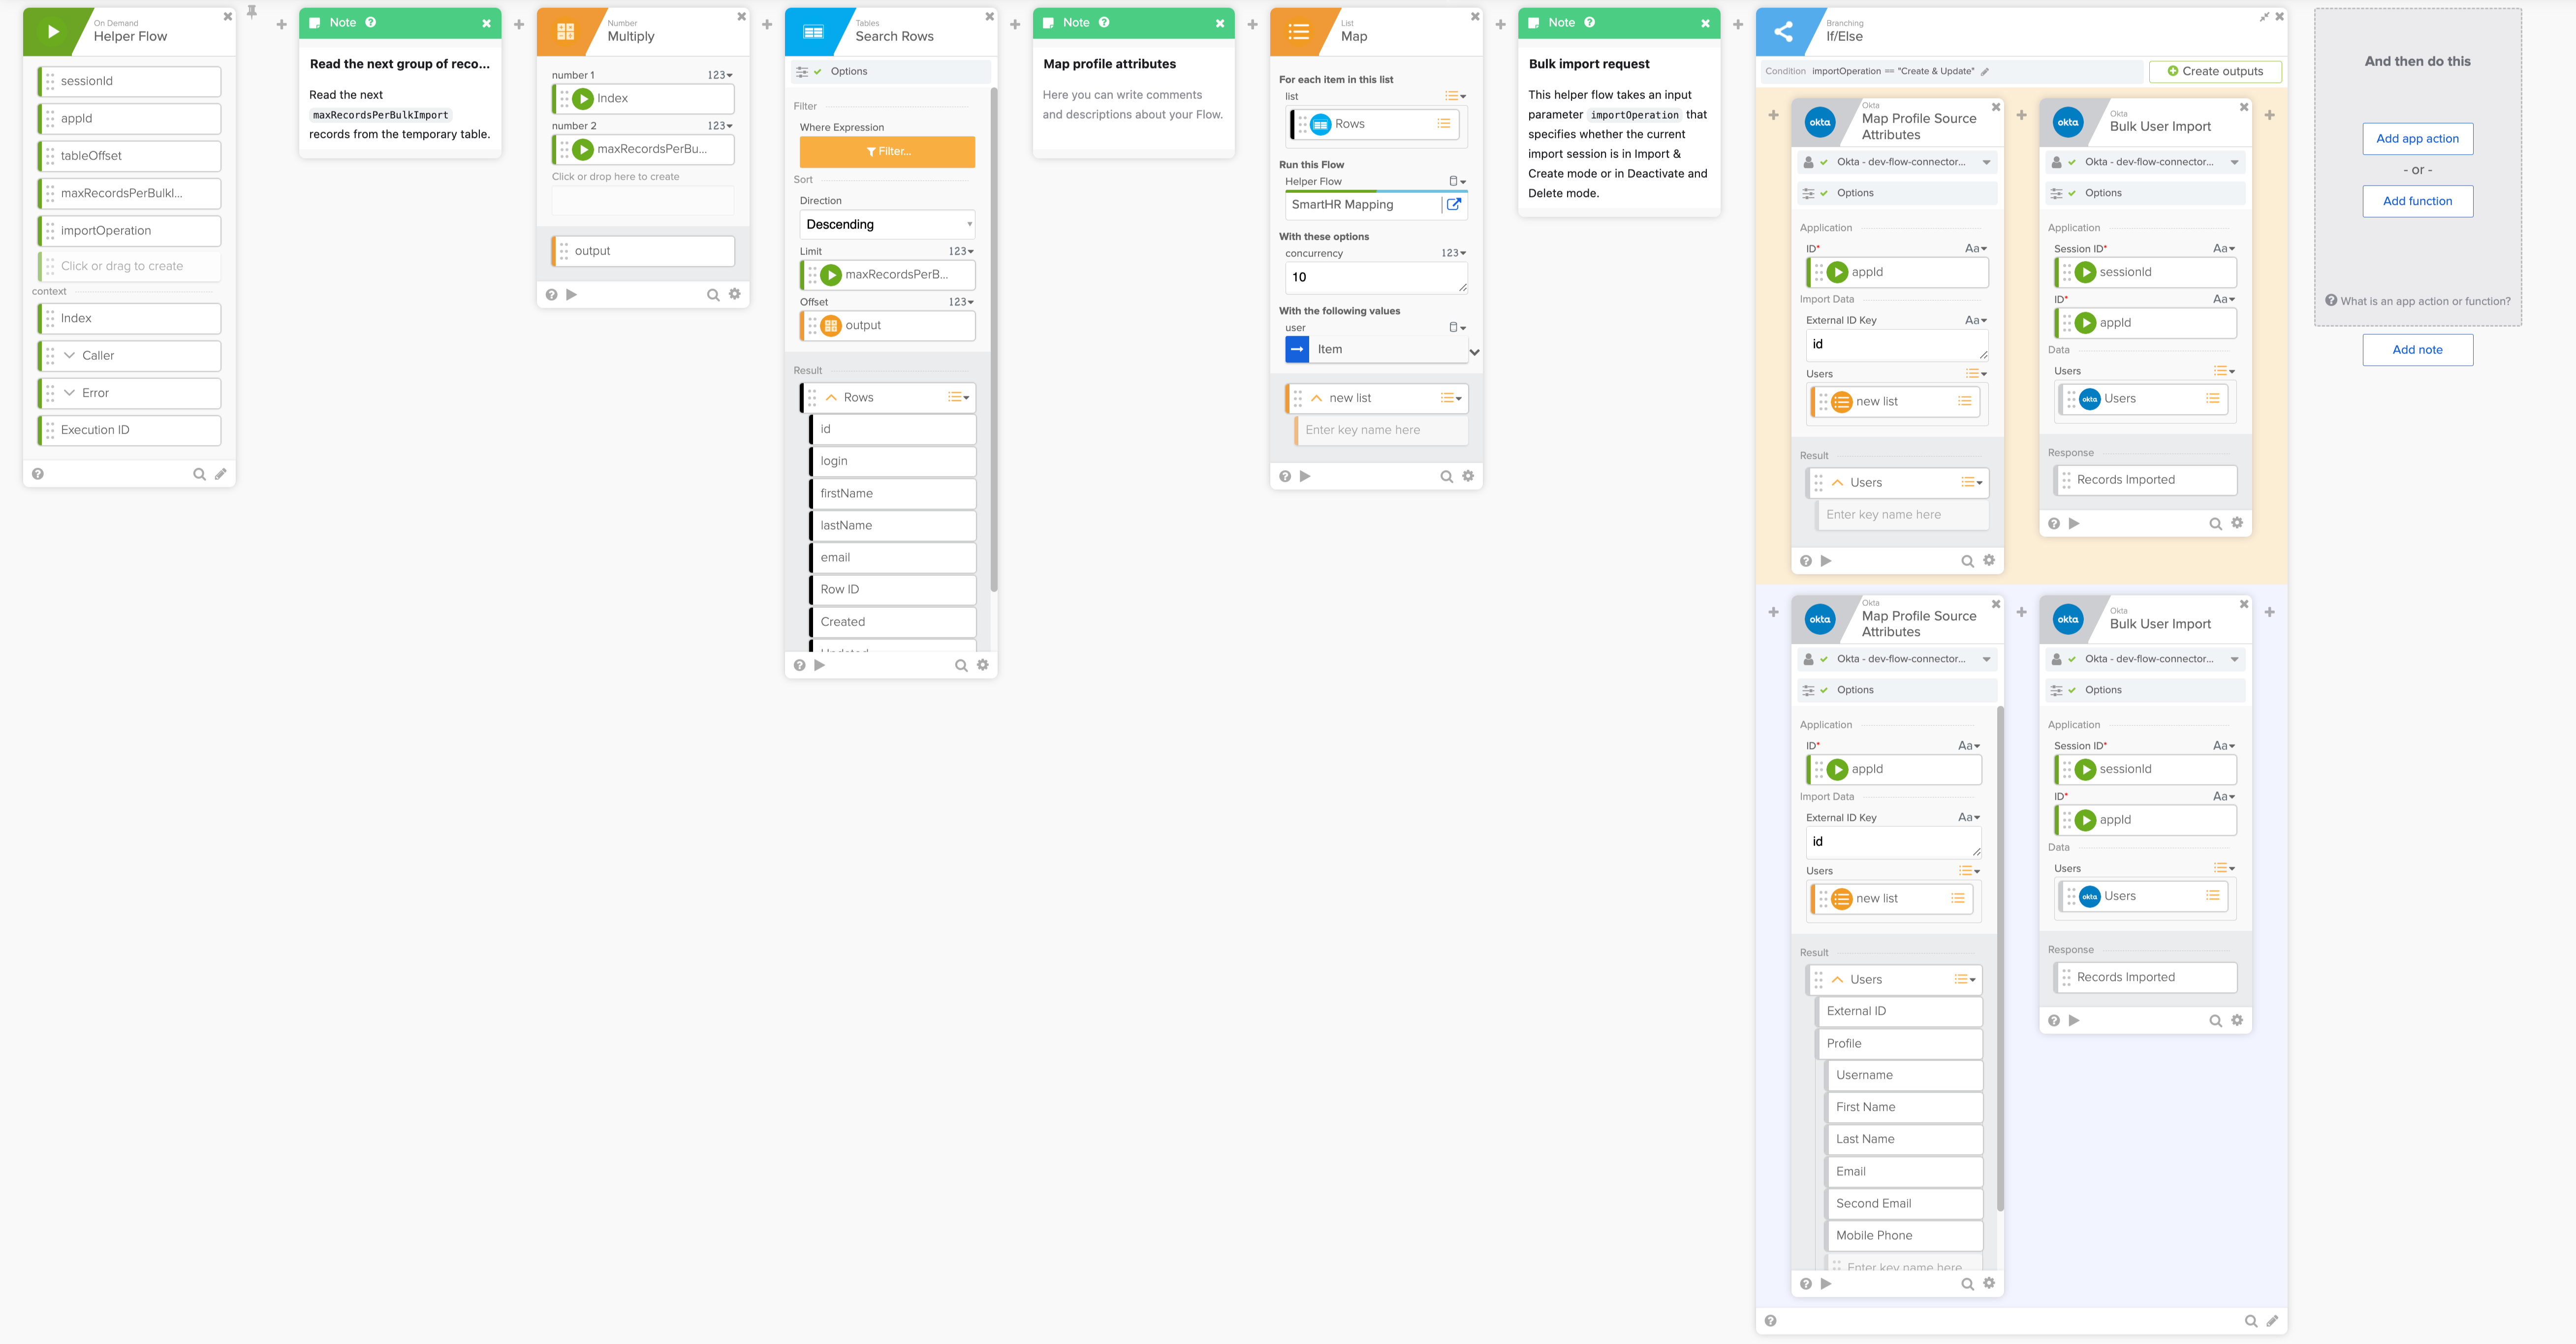 On Demand
Helper Flow
sessionId
appId
tableOffset
maxRecordsPerBulkI...
importOperation
Click or drag to create
context
Index
Caller
Error
Execution ID
Note
Read the next group of reco...
Read the next
maxRecordsPerBulkImport
records from the temporary table.
Number
Multiply
number 1
123
Index
number 2
123
maxRecordsPerBu...
Click or drop here to create
output
Tables
Search Rows
Options
Filter
Where Expression
Filter...
Sort
Direction
Descending
Limit
123
maxRecordsPerB...
Offset
123
output
Result
Rows
id
login
firstName
lastName
email
Row ID
Created
Note
Map profile attributes
Here you can write comments
and descriptions about your Flow.
List
Map
For each item in this list
list
Rows
Run this Flow
Helper Flow
SmartHR Mapping
With these options
concurrency
123
10
With the following values
user
Item
new list
Enter key name here
Note
Bulk import request
This helper flow takes an input
parameter importOperation that
specifies whether the current
import session is in Import &
Create mode or in Deactivate and
Delete mode.
Branching
If/Else
Condition importOperation == "Create & Update"
Create outputs
okta
Okta
Map Profile Source
Attributes
Okta - dev-flow-connector...
Options
Application
ID*
Aa
appId
Import Data
External ID Key
Aa
id
Users
new list
Result
Users
Enter key name here
okta
Okta
Bulk User Import
Okta - dev-flow-connector...
Options
Application
Session ID*
Aa
sessionId
ID*
Aa
appId
Data
Users
okta
Users
Response
Records Imported
okta
Okta
Map Profile Source
Attributes
Okta - dev-flow-connector...
Options
Application
ID*
Aa
appId
Import Data
External ID Key
Aa
id
Users
new list
Result
Users
External ID
Profile
Username
First Name
Last Name
Email
Second Email
Mobile Phone
Enter key name here
okta
Okta
Bulk User Import
Okta - dev-flow-connector...
Options
Application
Session ID*
Aa
sessionId
ID*
Aa
appId
Data
Users
okta
Users
Response
Records Imported
And then do this
Add app action
- or -
Add function
What is an app action or function?
Add note